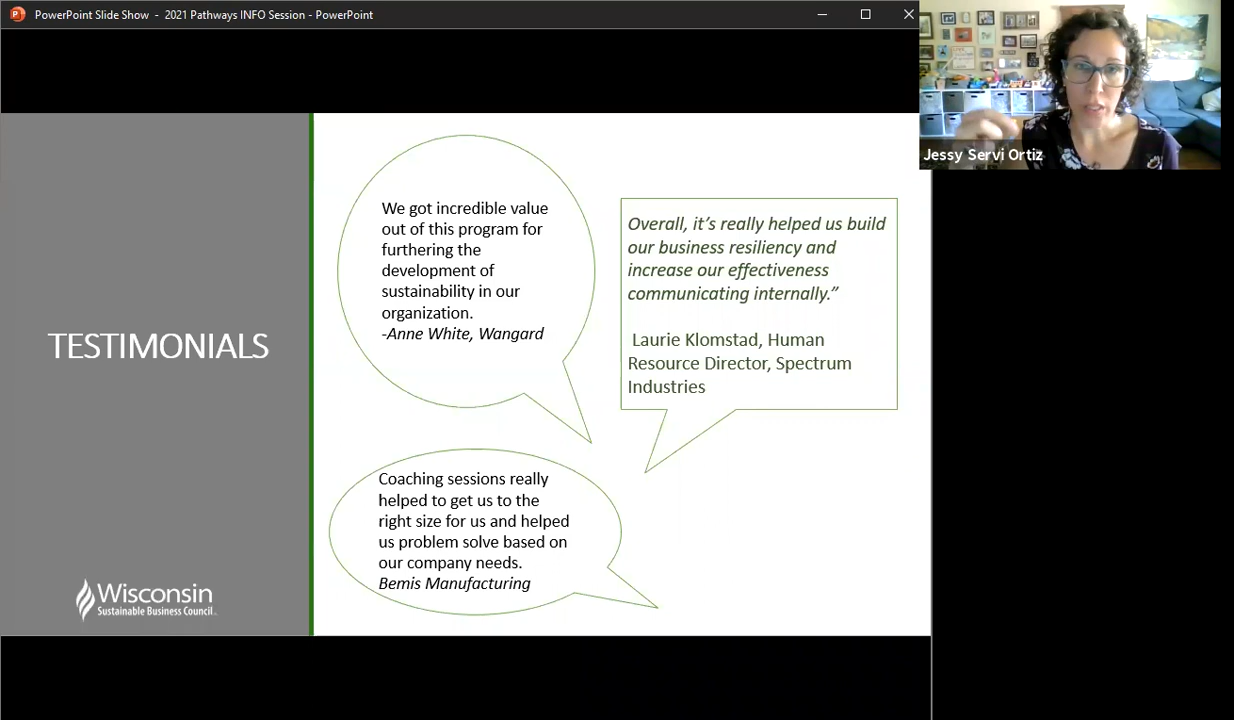 PowerPoint Slide Show - 2021 Pathways INFO Session - PowerPoint
Jessy Servi Ortiz
TESTIMONIALS
We got incredible value
out of this program for
furthering the
development of
sustainability in our
organization.
-Anne White, Wangard
Overall, it’s really helped us build
our business resiliency and
increase our effectiveness
communicating internally.”
Laurie Klomstad, Human
Resource Director, Spectrum
Industries
Coaching sessions really
helped to get us to the
right size for us and helped
us problem solve based on
our company needs.
Bemis Manufacturing
Wisconsin
Sustainable Business Council